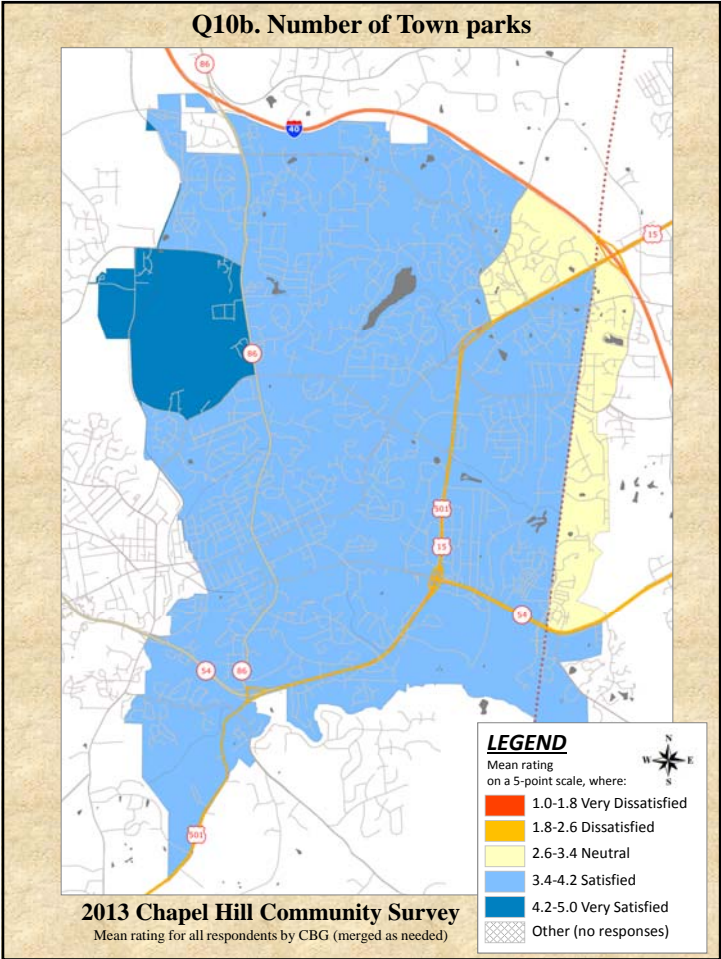 Q10b. Number of Town parks
86
40
15
86
501
15
54
54
86
501
LEGEND
Mean rating
on a 5-point scale, where:
N
W E
S
1.0-1.8 Very Dissatisfied
1.8-2.6 Dissatisfied
2.6-3.4 Neutral
3.4-4.2 Satisfied
4.2-5.0 Very Satisfied
Other (no responses)
2013 Chapel Hill Community Survey
Mean rating for all respondents by CBG (merged as needed)